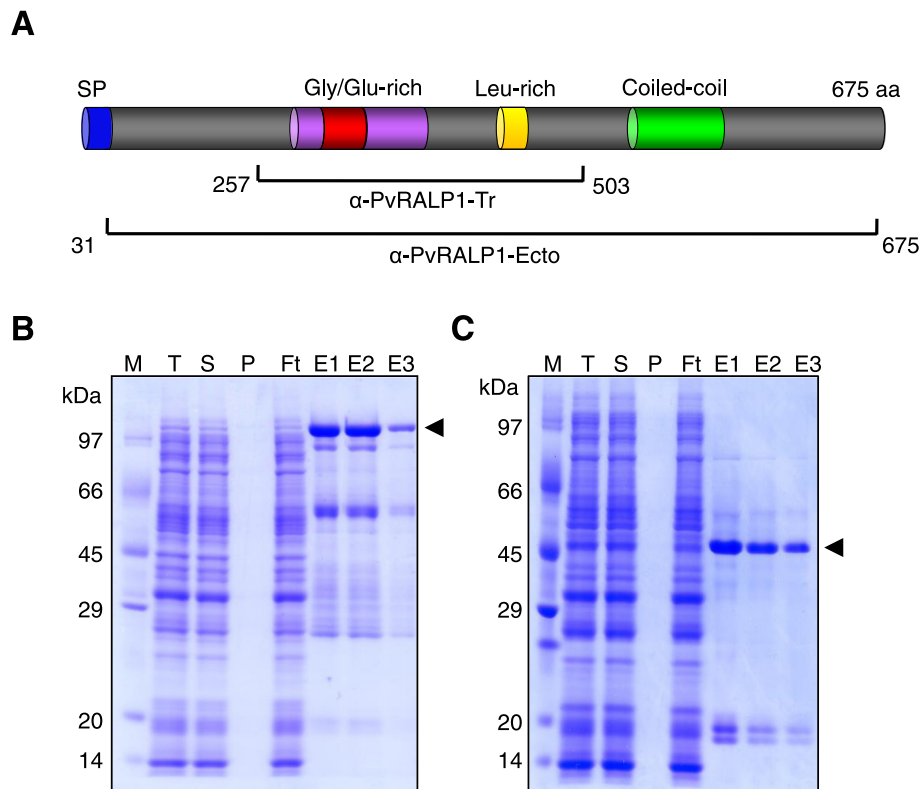 A
SP Gly/Glu-rich Leu-rich Coiled-coil 675 aa
257 503
α-PvRALP1-Tr
31 675
α-PvRALP1-Ecto
B
M T S P Ft E1 E2 E3
kDa
97
66
45
29
20
14
C
M T S P Ft E1 E2 E3
kDa
97
66
45
29
20
14